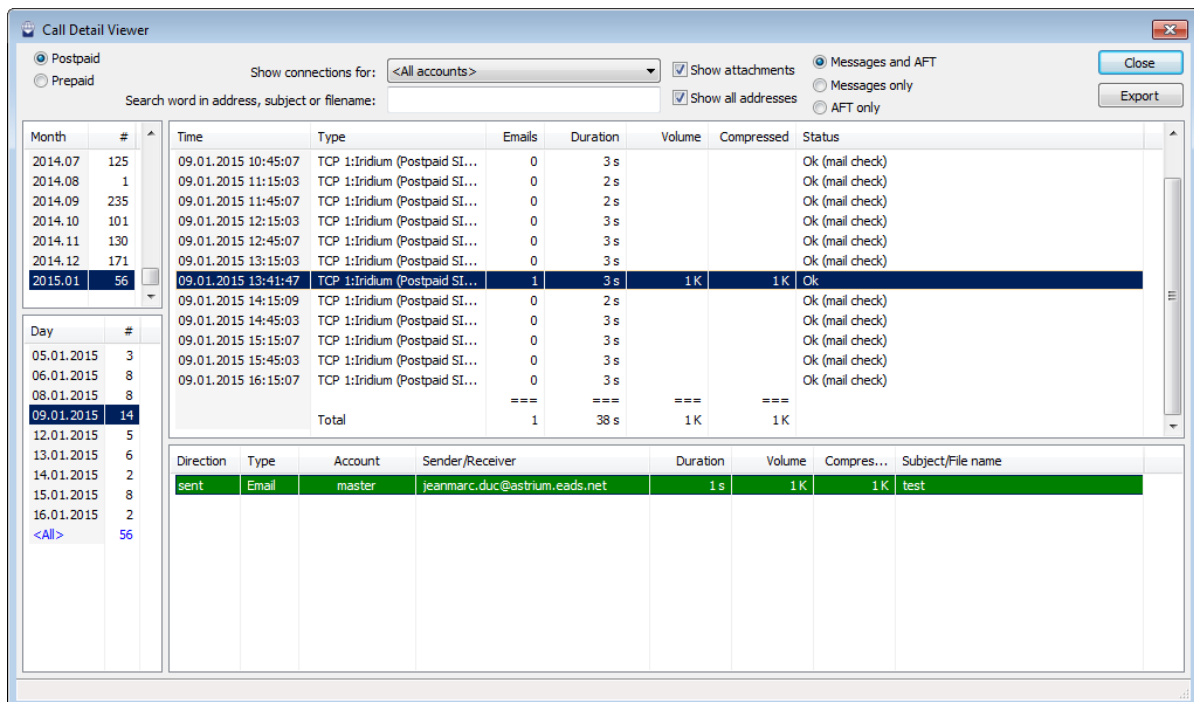 Call Detail Viewer
Postpaid
Prepaid
Show connections for: <All accounts>
Search word in address, subject or filename:
Show attachments
Show all addresses
Messages and AFT
Messages only
AFT only
Close
Export
Month #
2014.07 125
2014.08 1
2014.09 235
2014.10 101
2014.11 130
2014.12 171
2015.01 56
Day #
05.01.2015 3
06.01.2015 8
08.01.2015 8
09.01.2015 14
12.01.2015 5
13.01.2015 6
14.01.2015 2
15.01.2015 8
16.01.2015 2
<All> 56
Time Type Emails Duration Volume Compressed Status
09.01.2015 10:45:07 TCP 1:Iridium (Postpaid SI... 0 3 s Ok (mail check)
09.01.2015 11:15:03 TCP 1:Iridium (Postpaid SI... 0 2 s Ok (mail check)
09.01.2015 11:45:07 TCP 1:Iridium (Postpaid SI... 0 2 s Ok (mail check)
09.01.2015 12:15:03 TCP 1:Iridium (Postpaid SI... 0 3 s Ok (mail check)
09.01.2015 12:45:07 TCP 1:Iridium (Postpaid SI... 0 3 s Ok (mail check)
09.01.2015 13:15:03 TCP 1:Iridium (Postpaid SI... 0 3 s Ok (mail check)
09.01.2015 13:41:47 TCP 1:Iridium (Postpaid SI... 1 3 s 1 K 1 K Ok
09.01.2015 14:15:09 TCP 1:Iridium (Postpaid SI... 0 2 s Ok (mail check)
09.01.2015 14:45:03 TCP 1:Iridium (Postpaid SI... 0 3 s Ok (mail check)
09.01.2015 15:15:07 TCP 1:Iridium (Postpaid SI... 0 3 s Ok (mail check)
09.01.2015 15:45:03 TCP 1:Iridium (Postpaid SI... 0 3 s Ok (mail check)
09.01.2015 16:15:07 TCP 1:Iridium (Postpaid SI... 0 3 s Ok (mail check)
=== === === ===
Total 1 38 s 1 K 1 K
Direction Type Account Sender/Receiver Duration Volume Compres... Subject/File name
sent Email master jeanmarc.duc@astrium.eads.net 1 s 1 K 1 K test